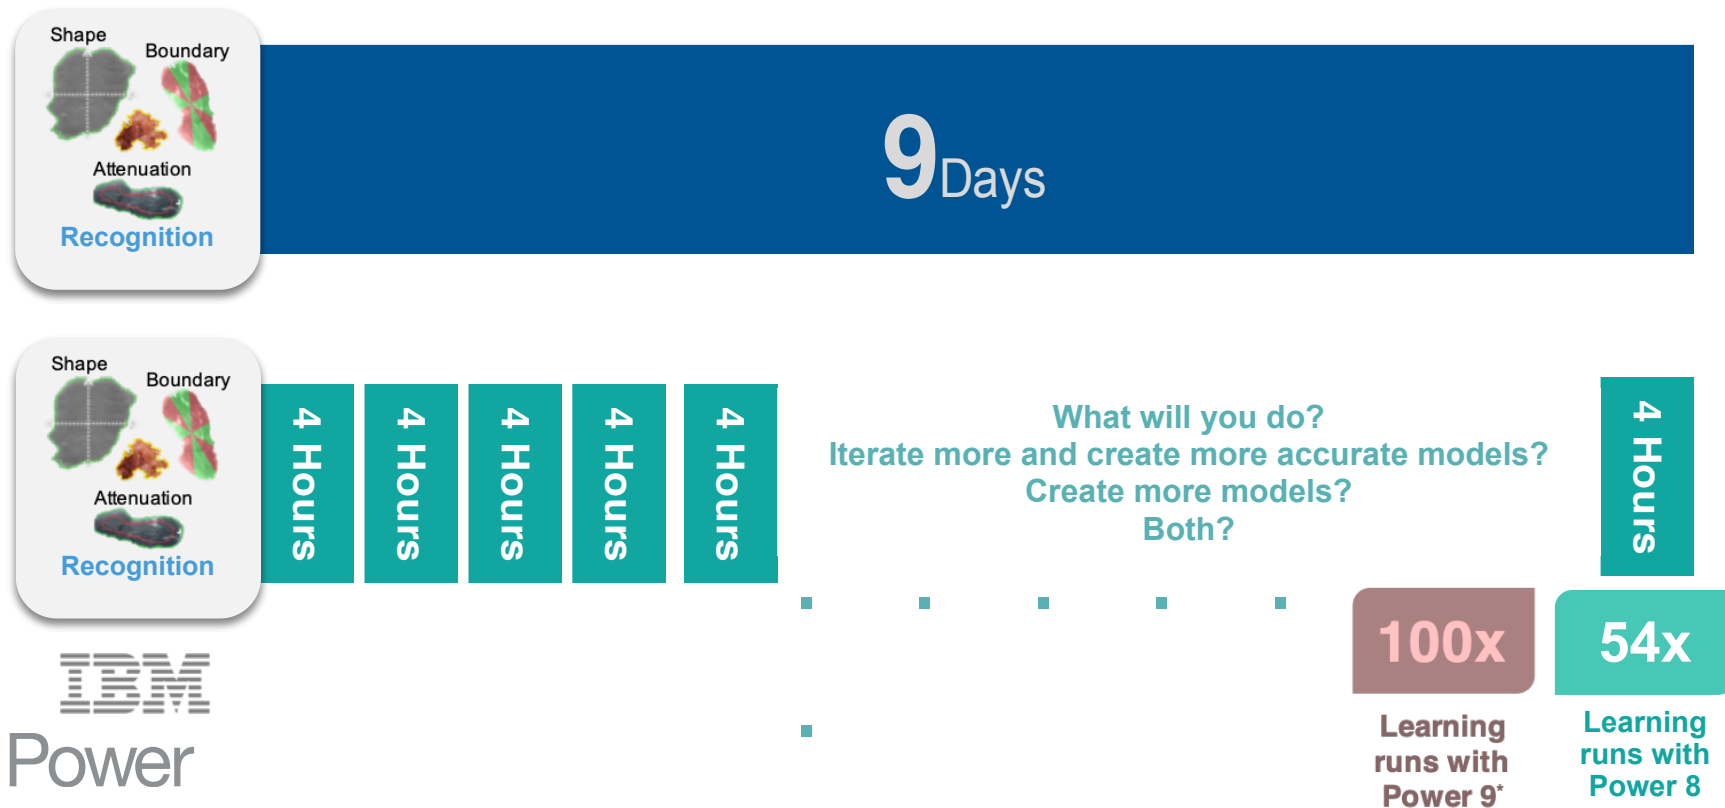 Shape
Boundary
Attenuation
Recognition
9 Days
Shape
Boundary
Attenuation
Recognition
4 Hours
4 Hours
4 Hours
4 Hours
4 Hours
What will you do?
Iterate more and create more accurate models?
Create more models?
Both?
4 Hours
IBM
Power
100x
Learning
runs with
Power 9*
54x
Learning
runs with
Power 8